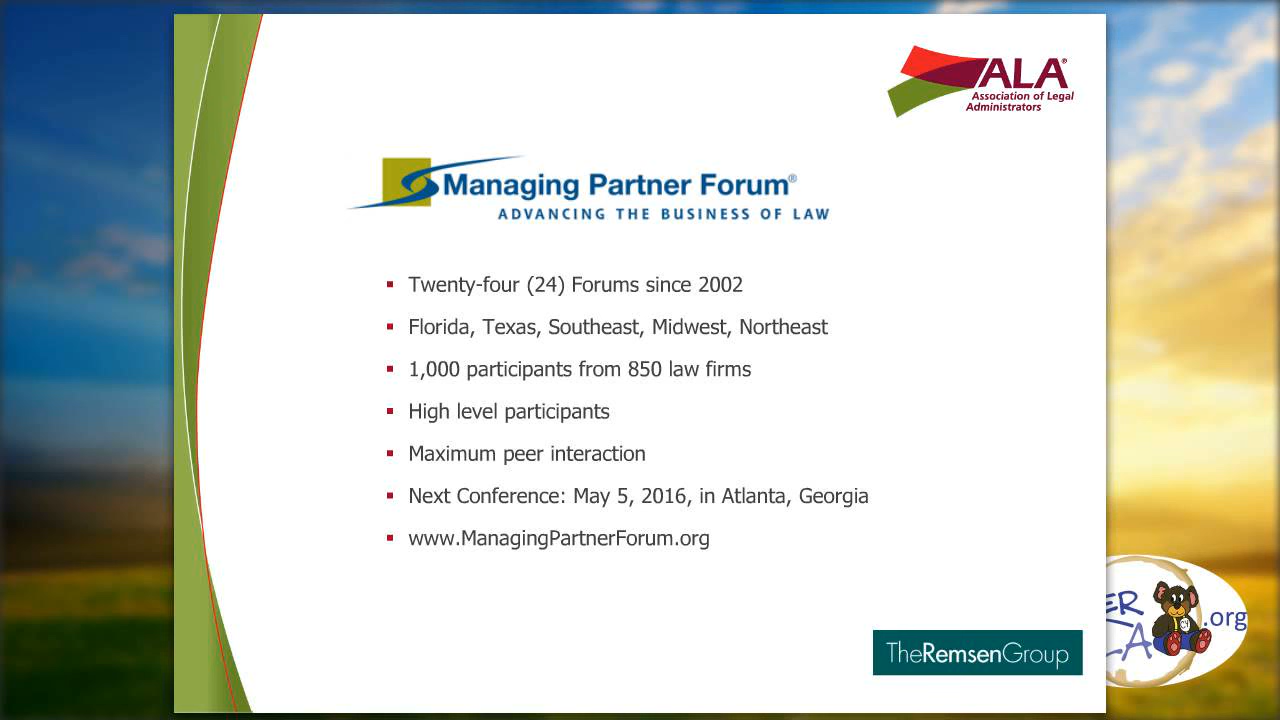 ALA®
Association of Legal
Administrators
Managing Partner Forum®
ADVANCING THE BUSINESS OF LAW
Twenty-four (24) Forums since 2002
Florida, Texas, Southeast, Midwest, Northeast
1,000 participants from 850 law firms
High level participants
Maximum peer interaction
Next Conference: May 5, 2016, in Atlanta, Georgia
www.ManagingPartnerForum.org
.org
TheRemsenGroup